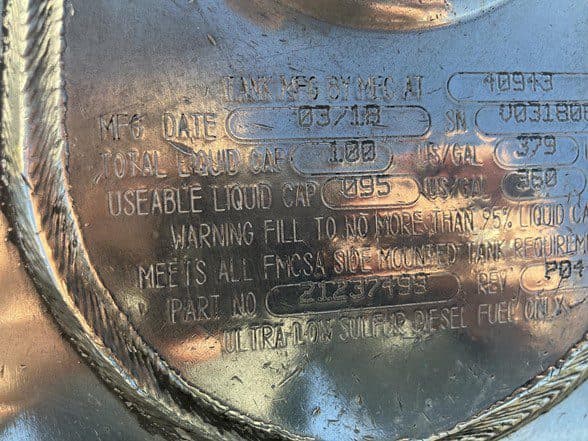 TANK MFG BY MFG AT 40943
MFG DATE 03/18 SN V03180
TOTAL LIQUID CAP 100 US/GAL 379 L
USEABLE LIQUID CAP 095 US/GAL 360
WARNING FILL TO NO MORE THAN 95% LIQUID
MEETS ALL FMCSA SIDE MOUNTED TANK REQUIREM
PART NO 21237499 REV P04
ULTRA-LOW SULFUR DIESEL FUEL ONLY